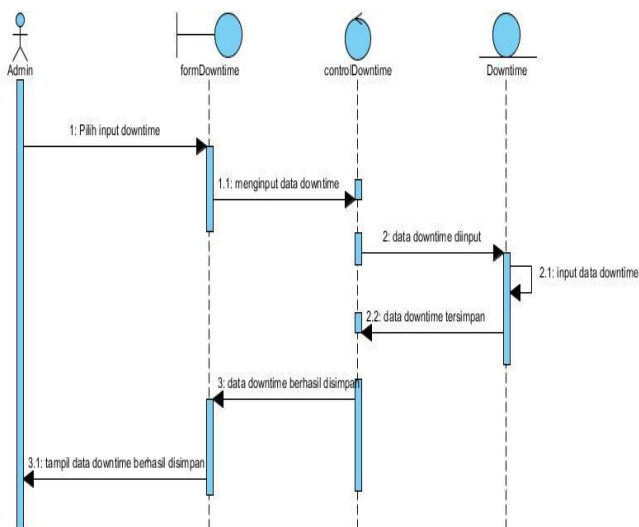 Admin
formDowntime
controlDowntime
Downtime
1: Pilih input downtime
1.1: menginput data downtime
2: data downtime diinput
2.1: input data downtime
2.2: data downtime tersimpan
3: data downtime berhasil disimpan
3.1: tampil data downtime berhasil disimpan